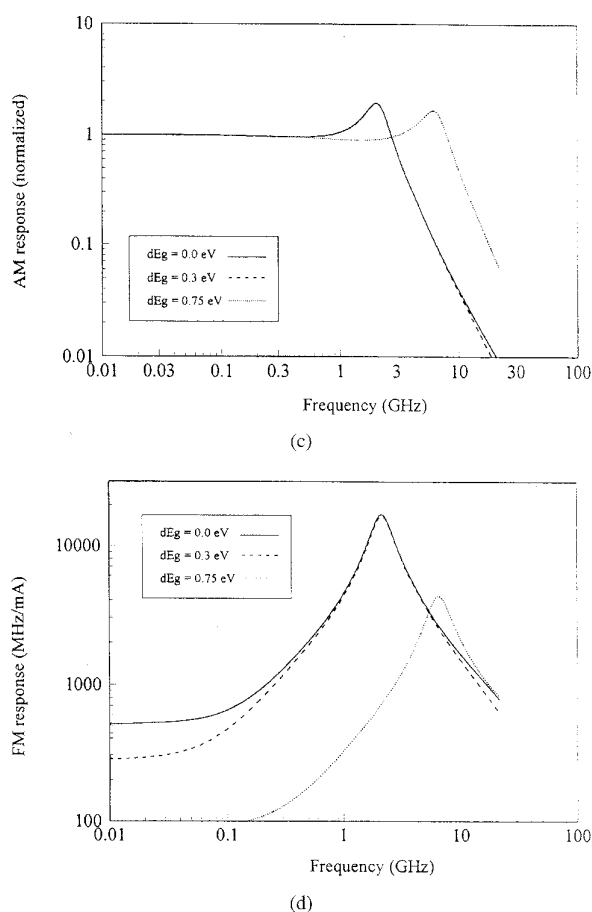 10
1
0.1
0.01
AM response (normalized)
dEg = 0.0 eV
dEg = 0.3 eV
dEg = 0.75 eV
0.01 0.03 0.1 0.3 1 3 10 30 100
Frequency (GHz)
(c)
10000
1000
100
FM response (MHz/mA)
dEg = 0.0 eV
dEg = 0.3 eV
dEg = 0.75 eV
0.01 0.1 1 10 100
Frequency (GHz)
(d)